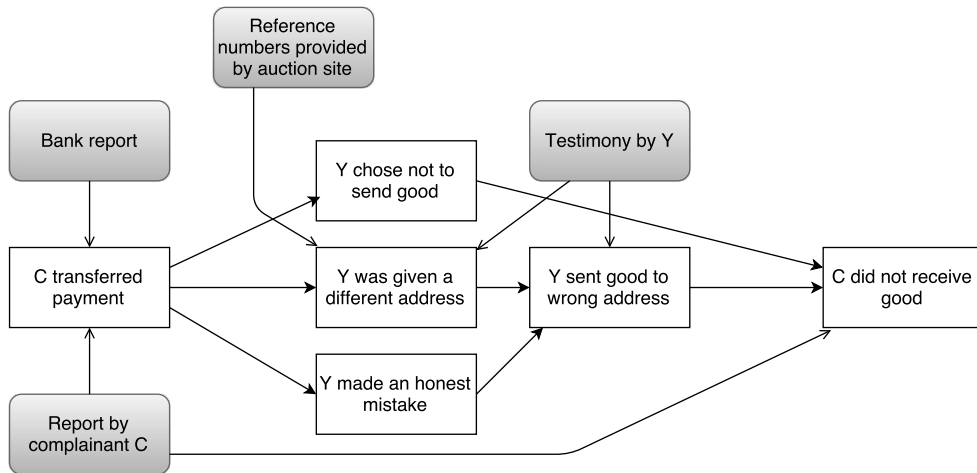 Reference
numbers provided
by auction site
Bank report
Testimony by Y
Y chose not to
send good
C transferred
payment
Y was given a
different address
Y sent good to
wrong address
C did not receive
good
Y made an honest
mistake
Report by
complainant C